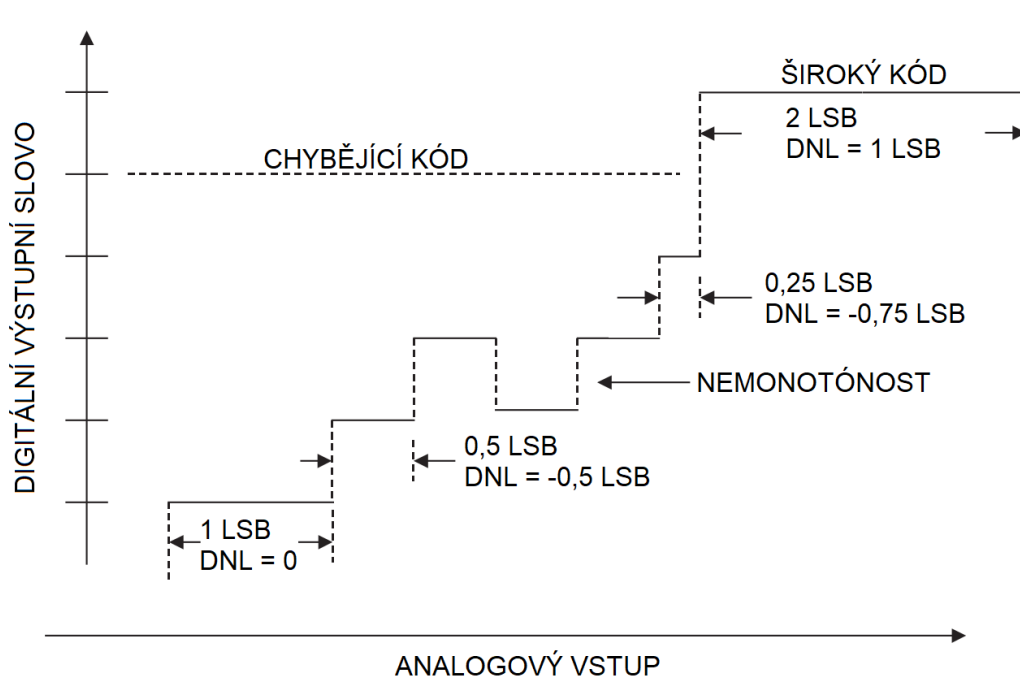 ŠIROKÝ KÓD
2 LSB
DNL = 1 LSB
CHYBĚJÍCÍ KÓD
DIGITÁLNÍ VÝSTUPNÍ SLOVO
0,25 LSB
DNL = -0,75 LSB
NEMONOTÓNOST
0,5 LSB
DNL = -0,5 LSB
1 LSB
DNL = 0
ANALOGOVÝ VSTUP